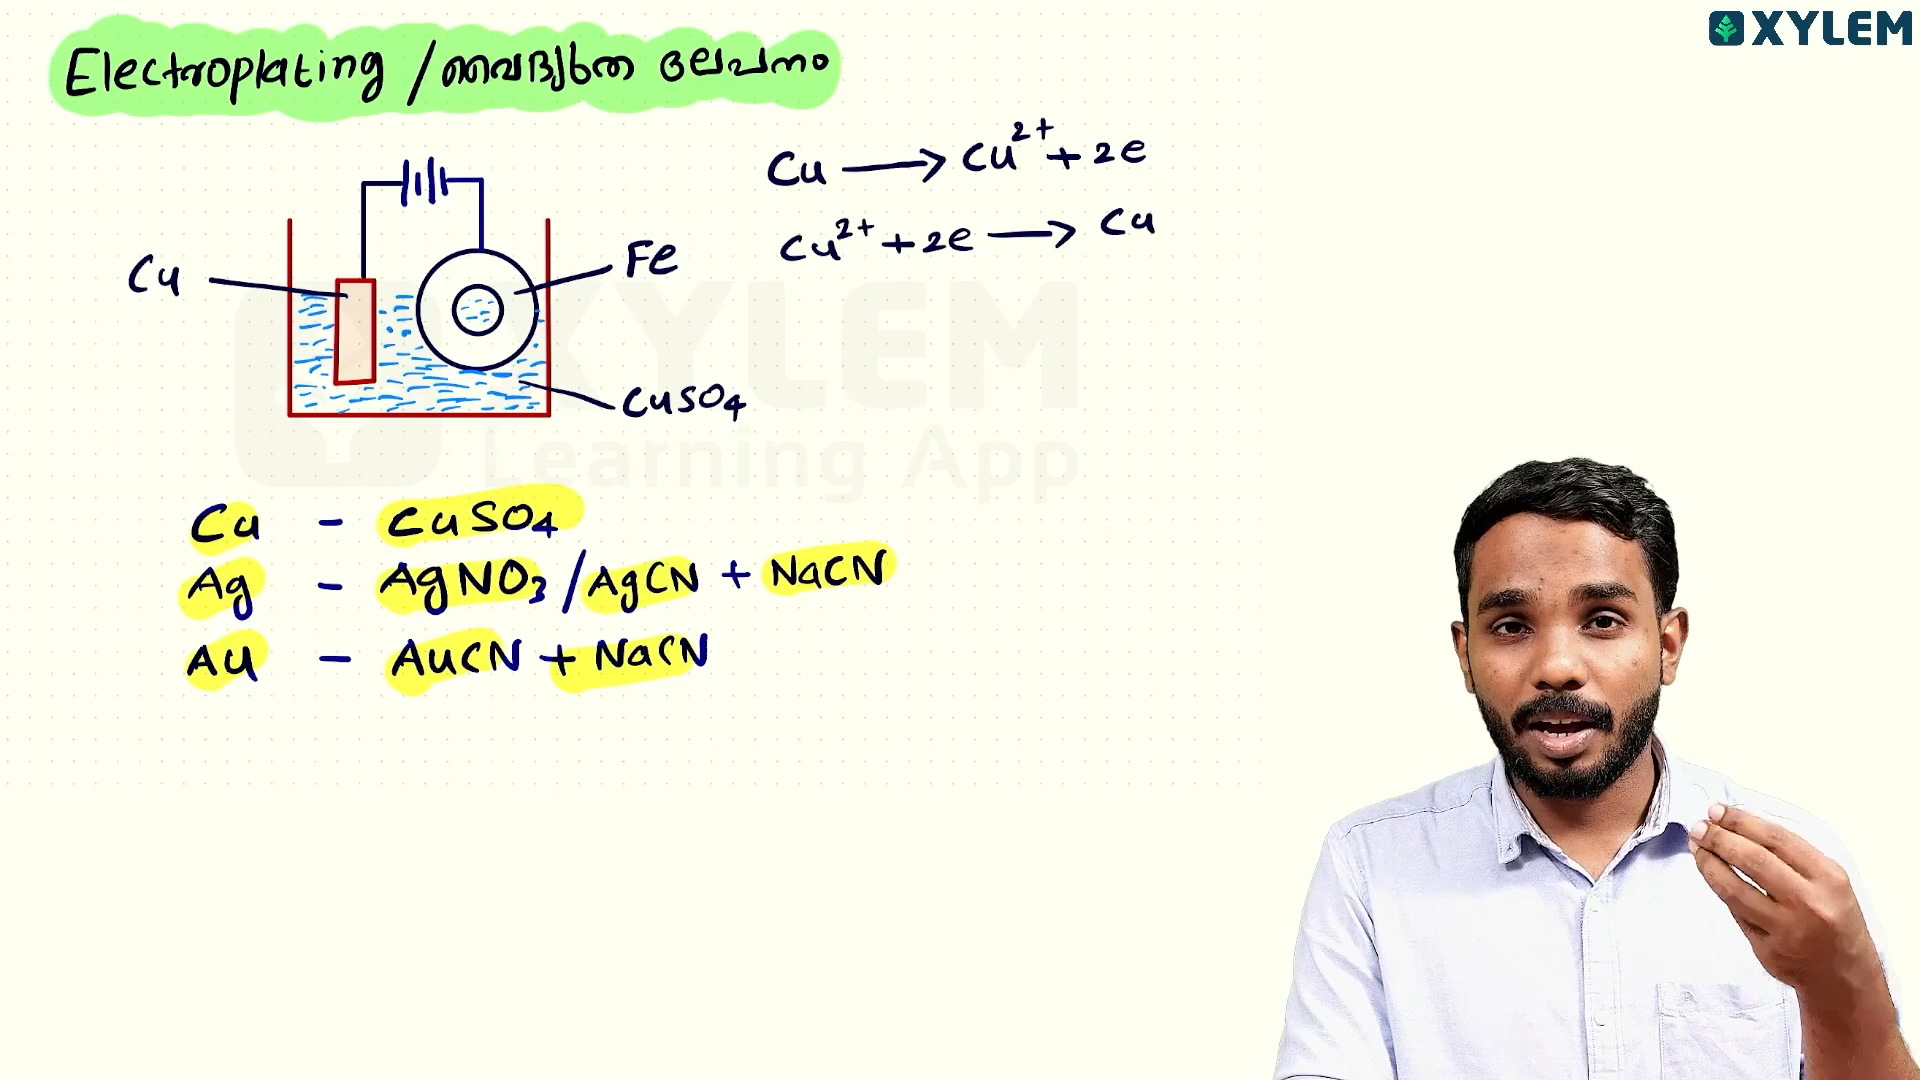 XYLEM
Electroplating / വൈദ്യുത ലേപനം
Cu ⟶ Cu²⁺ + 2e
Cu²⁺ + 2e ⟶ Cu
Cu
Fe
CuSO₄
XYLEM
Learning App
Cu - CuSO₄
Ag - AgNO₃ / AgCN + NaCN
Au - AuCN + NaCN